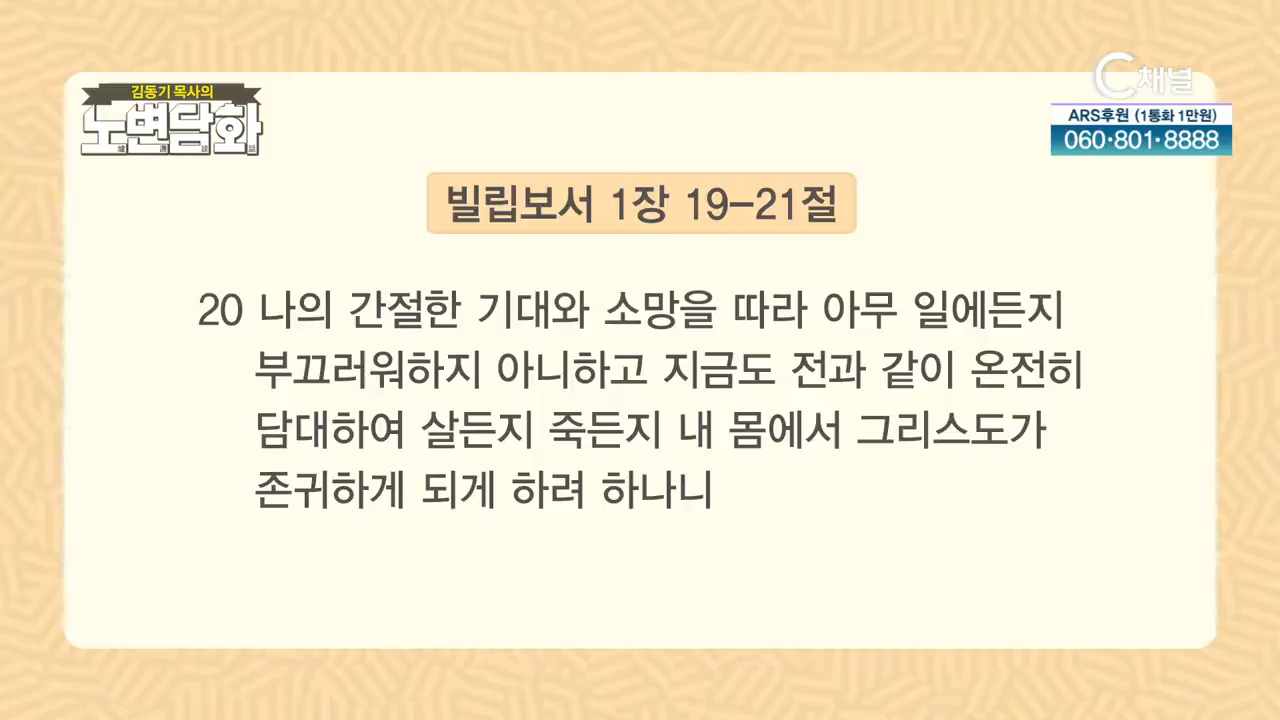 김동기 목사의
노변담화
爐邊談話
C채널
ARS후원 (1통화 1만원)
060·801·8888
빌립보서 1장 19-21절
20 나의 간절한 기대와 소망을 따라 아무 일에든지
부끄러워하지 아니하고 지금도 전과 같이 온전히
담대하여 살든지 죽든지 내 몸에서 그리스도가
존귀하게 되게 하려 하나니